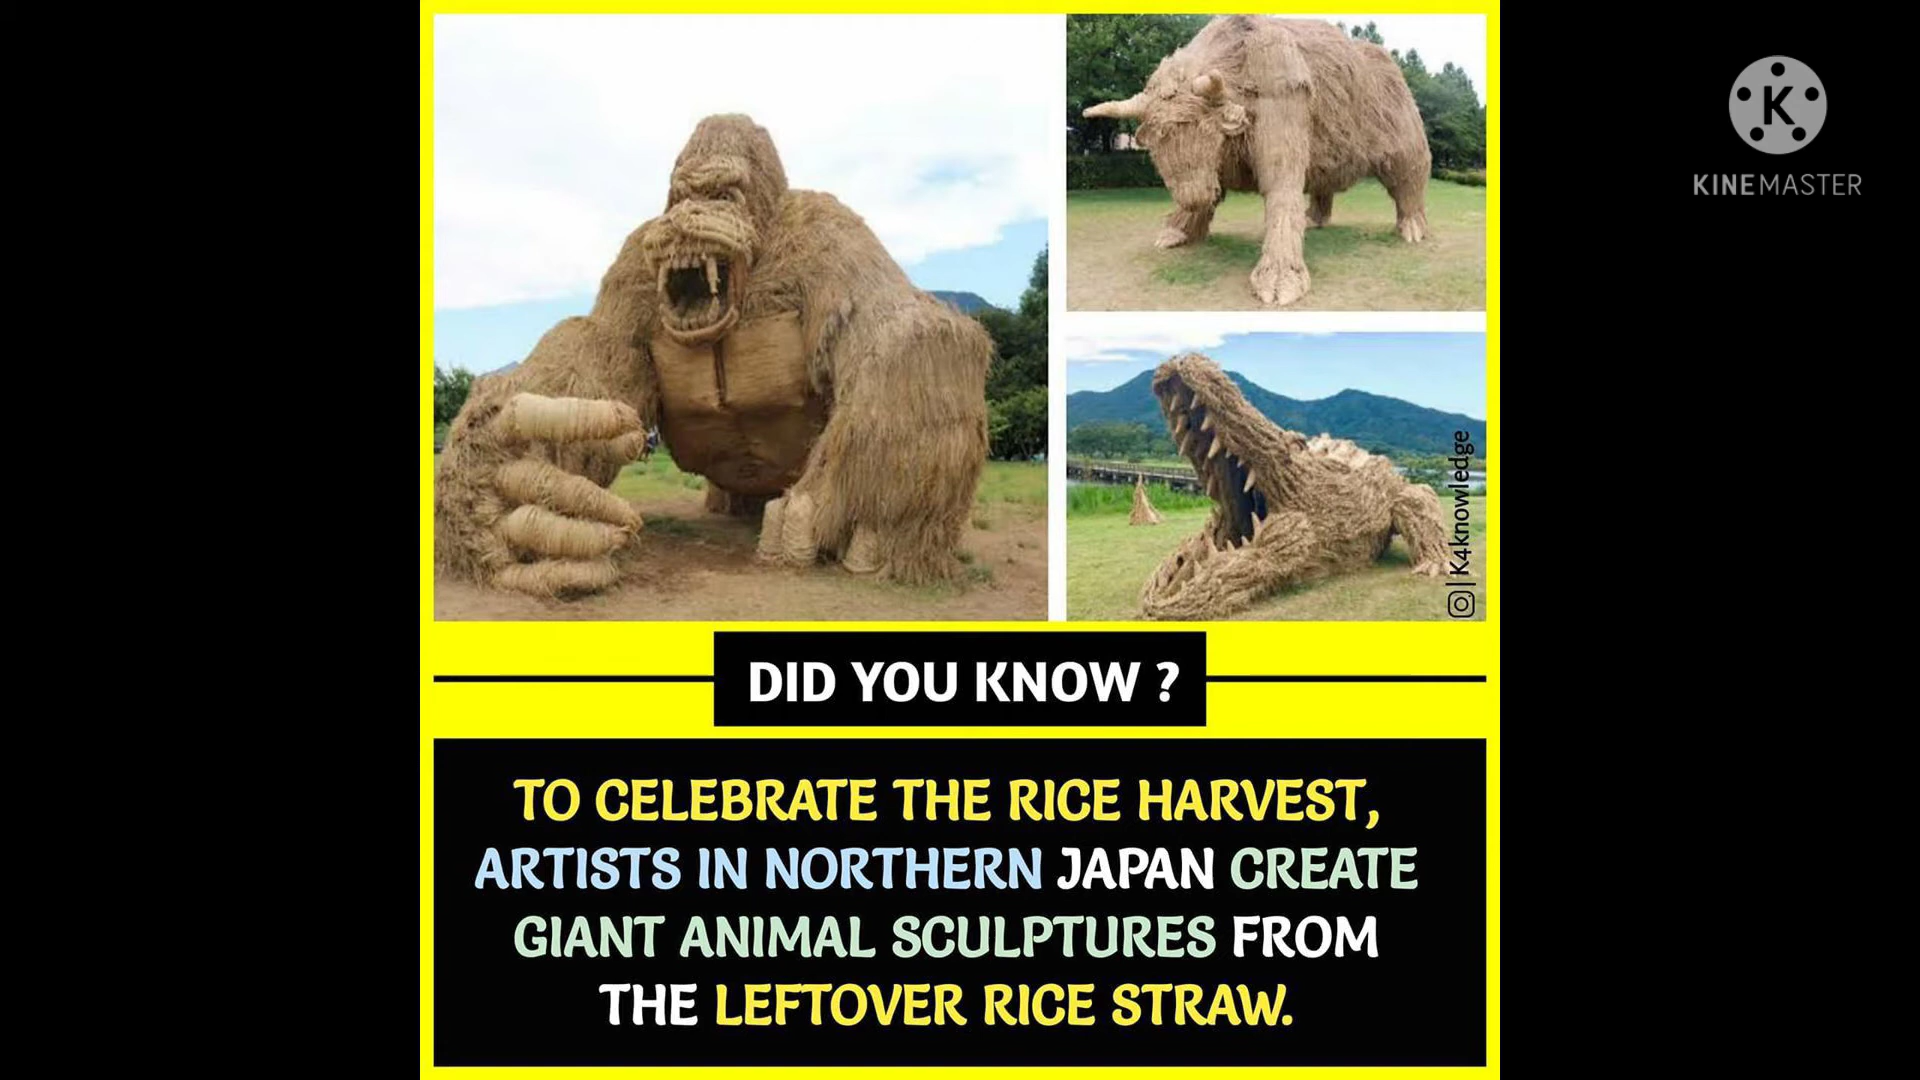 K
KINEMASTER
K4knowledge
DID YOU KNOW ?
TO CELEBRATE THE RICE HARVEST,
ARTISTS IN NORTHERN JAPAN CREATE
GIANT ANIMAL SCULPTURES FROM
THE LEFTOVER RICE STRAW.